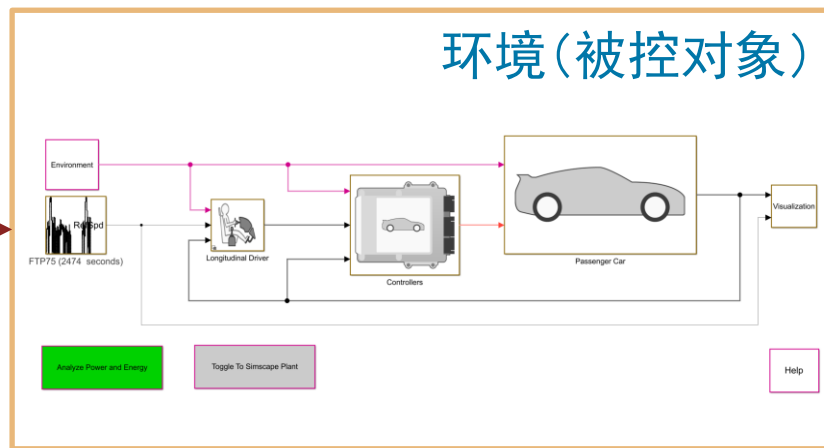 环境(被控对象)
Environment
RefSpd
FTP75 (2474 seconds)
Longitudinal Driver
Controllers
Passenger Car
Visualization
Analyze Power and Energy
Toggle To Simscape Plant
Help